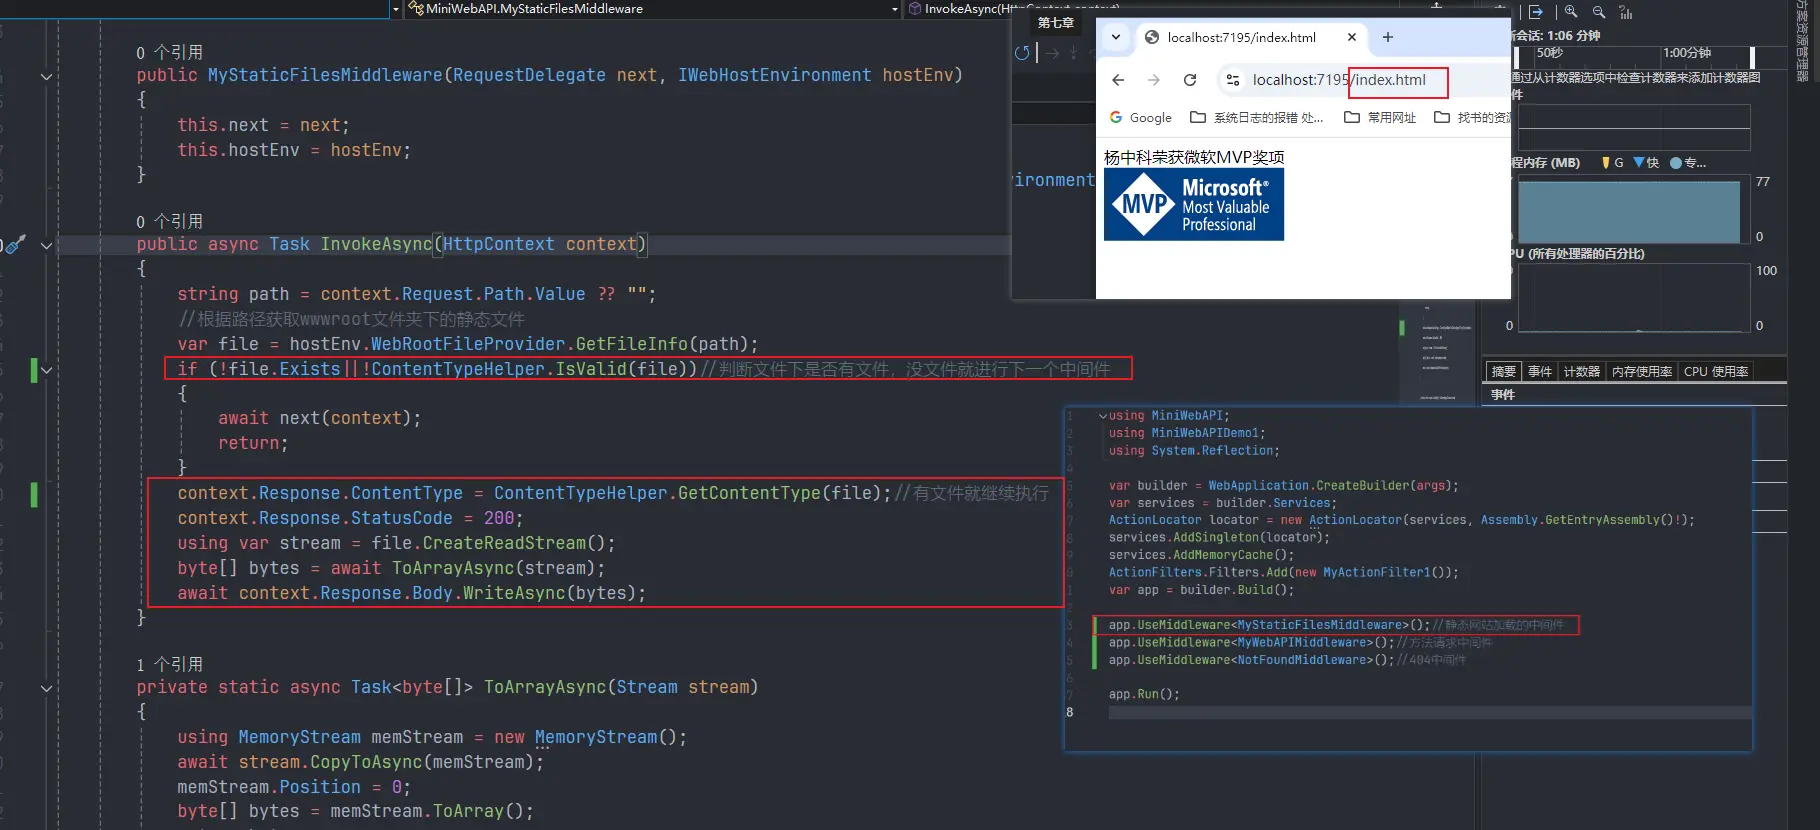 MiniWebAPI.MyStaticFilesMiddleware
0 个引用
public MyStaticFilesMiddleware(RequestDelegate next, IWebHostEnvironment hostEnv)
{
this.next = next;
this.hostEnv = hostEnv;
}
0 个引用
public async Task InvokeAsync(HttpContext context)
{
string path = context.Request.Path.Value ?? "";
//根据路径获取wwwroot文件夹下的静态文件
var file = hostEnv.WebRootFileProvider.GetFileInfo(path);
if (!file.Exists||!ContentTypeHelper.IsValid(file))//判断文件下是否有文件，没文件就进行下一个中间件
{
await next(context);
return;
}
context.Response.ContentType = ContentTypeHelper.GetContentType(file);//有文件就继续执行
context.Response.StatusCode = 200;
using var stream = file.CreateReadStream();
byte[] bytes = await ToArrayAsync(stream);
await context.Response.Body.WriteAsync(bytes);
}
1 个引用
private static async Task<byte[]> ToArrayAsync(Stream stream)
{
using MemoryStream memStream = new MemoryStream();
await stream.CopyToAsync(memStream);
memStream.Position = 0;
byte[] bytes = memStream.ToArray();
InvokeAsync(HttpContext context)
第七章
ironment
localhost:7195/index.html
localhost:7195/index.html
Google
系统日志的报错 处...
常用网址
找书的资源
杨中科荣获微软MVP奖项
MVP
Microsoft®
Most Valuable
Professional
会话: 1:06 分钟
50秒
1:00分钟
通过从计数器选项中检查计数器来添加计数器图
件
程内存 (MB)
G
快
专...
77
0
PU (所有处理器的百分比)
100
0
0
摘要
事件
计数器
内存使用率
CPU 使用率
事件
方案资源管理器
using MiniWebAPI;
using MiniWebAPIDemo1;
using System.Reflection;
var builder = WebApplication.CreateBuilder(args);
var services = builder.Services;
ActionLocator locator = new ActionLocator(services, Assembly.GetEntryAssembly()!);
services.AddSingleton(locator);
services.AddMemoryCache();
ActionFilters.Filters.Add(new MyActionFilter1());
var app = builder.Build();
app.UseMiddleware<MyStaticFilesMiddleware>();//静态网站加载的中间件
app.UseMiddleware<MyWebAPIMiddleware>();//方法请求中间件
app.UseMiddleware<NotFoundMiddleware>();//404中间件
app.Run();
8